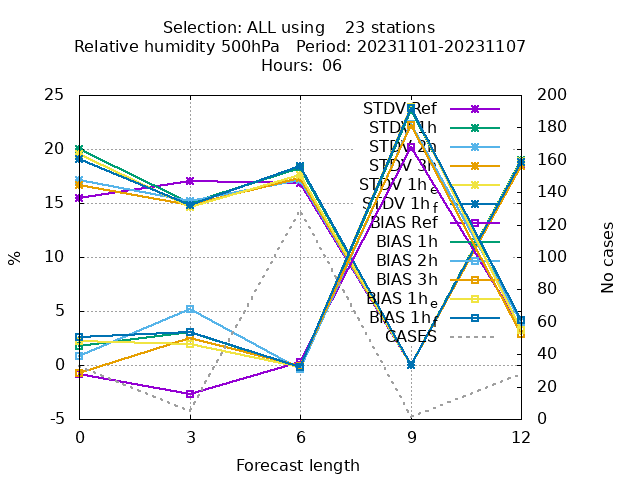 Selection: ALL using    23 stations
Relative humidity 500hPa   Period: 20231101-20231107
Hours: 06
25
20
15
10
5
0
-5
%
200
180
160
140
120
100
80
60
40
20
0
No cases
STDV Ref
STDV 1h
STDV 2h
STDV 3h
STDV 1h_e
STDV 1h_f
BIAS Ref
BIAS 1h
BIAS 2h
BIAS 3h
BIAS 1h_e
BIAS 1h_f
CASES
0 3 6 9 12
Forecast length